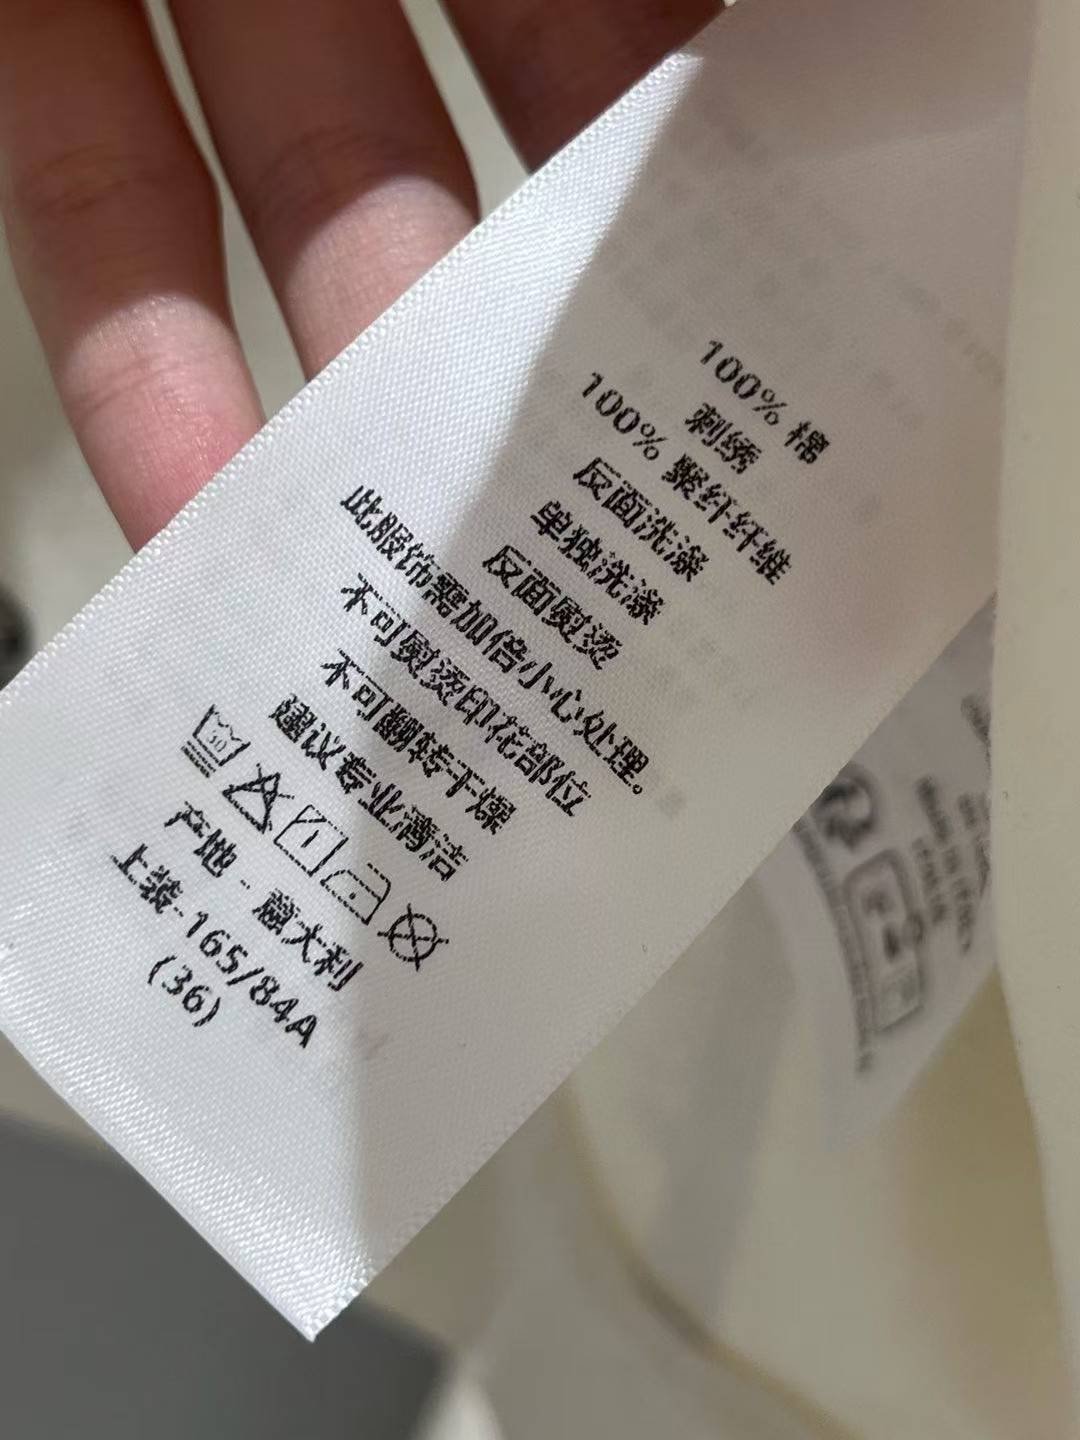 100% 棉
刺绣
100% 聚纤纤维
反面洗涤
单独洗涤
反面熨烫
此服饰需加倍小心处理。
不可熨烫印花部位
不可翻转干燥
建议专业清洁
30
产地 - 意大利
上装-165/84A
(36)